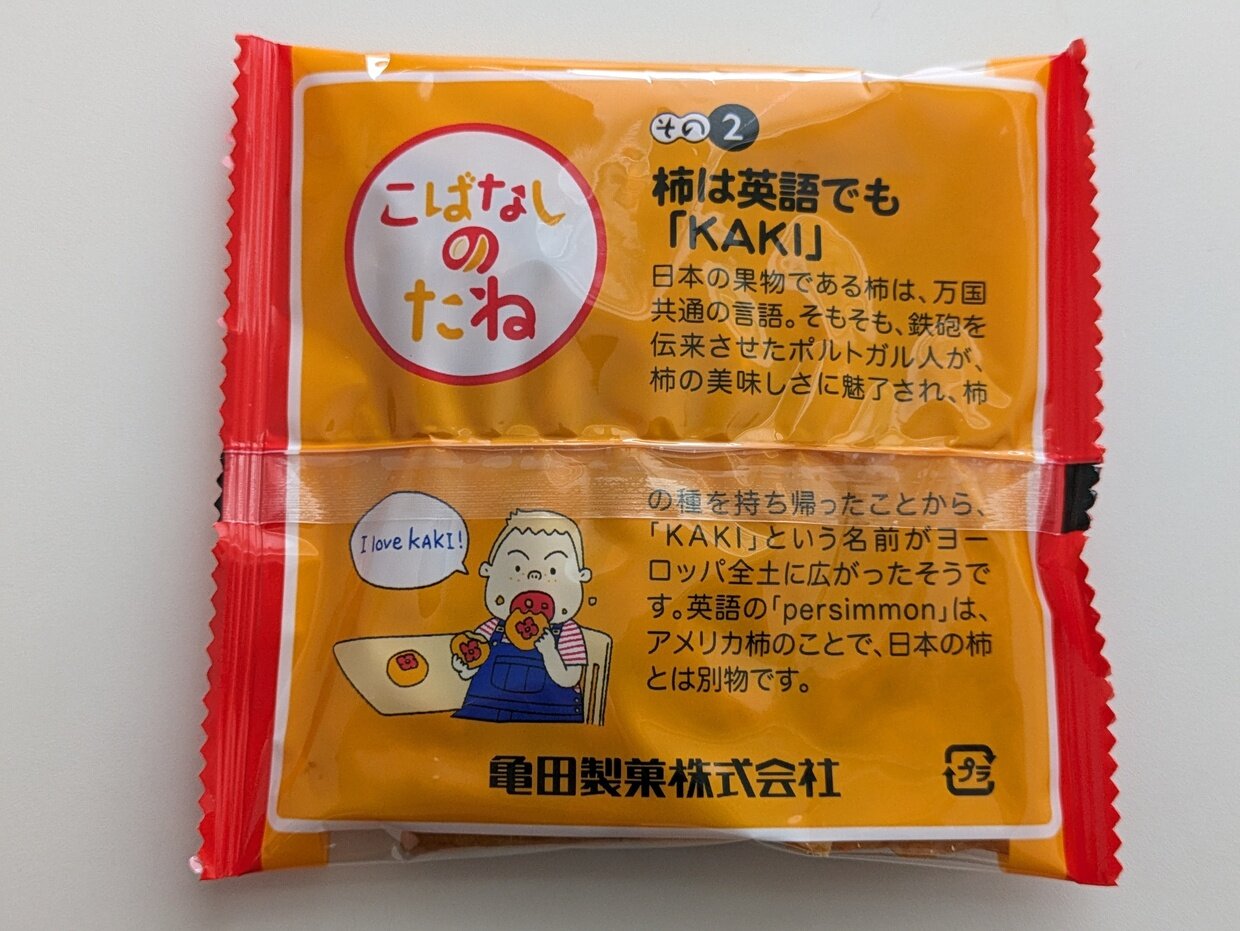 こばなし
の
たね
その2
柿は英語でも
「KAKI」
日本の果物である柿は、万国
共通の言語。そもそも、鉄砲を
伝来させたポルトガル人が、
柿の美味しさに魅了され、柿
の種を持ち帰ったことから、
「KAKI」という名前がヨー
ロッパ全土に広がったそうで
す。英語の「persimmon」は、
アメリカ柿のことで、日本の柿
とは別物です。
I love KAKI!
亀田製菓株式会社
プラ